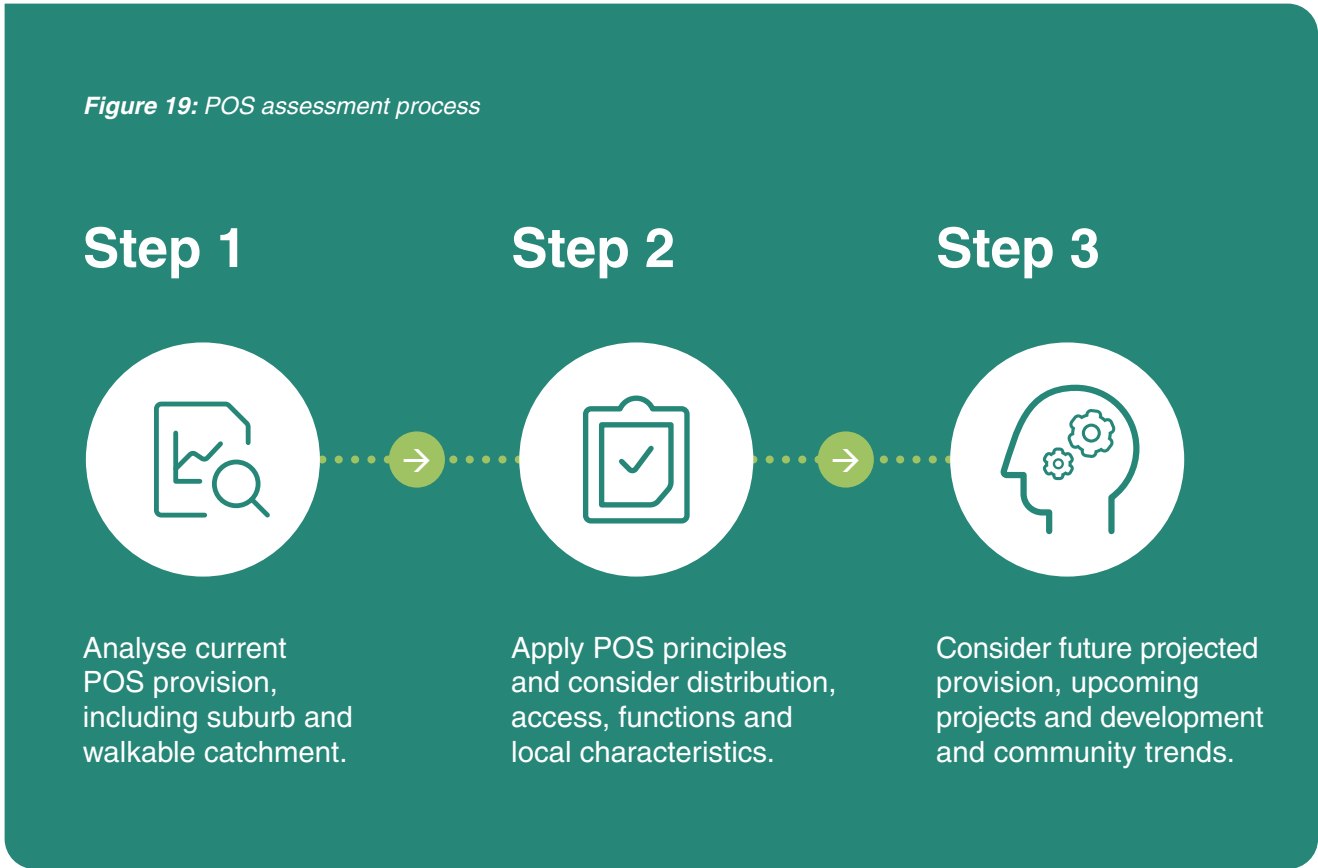 Figure 19: POS assessment process
Step 1
Analyse current
POS provision,
including suburb and
walkable catchment.
Step 2
Apply POS principles
and consider distribution,
access, functions and
local characteristics.
Step 3
Consider future projected
provision, upcoming
projects and development
and community trends.